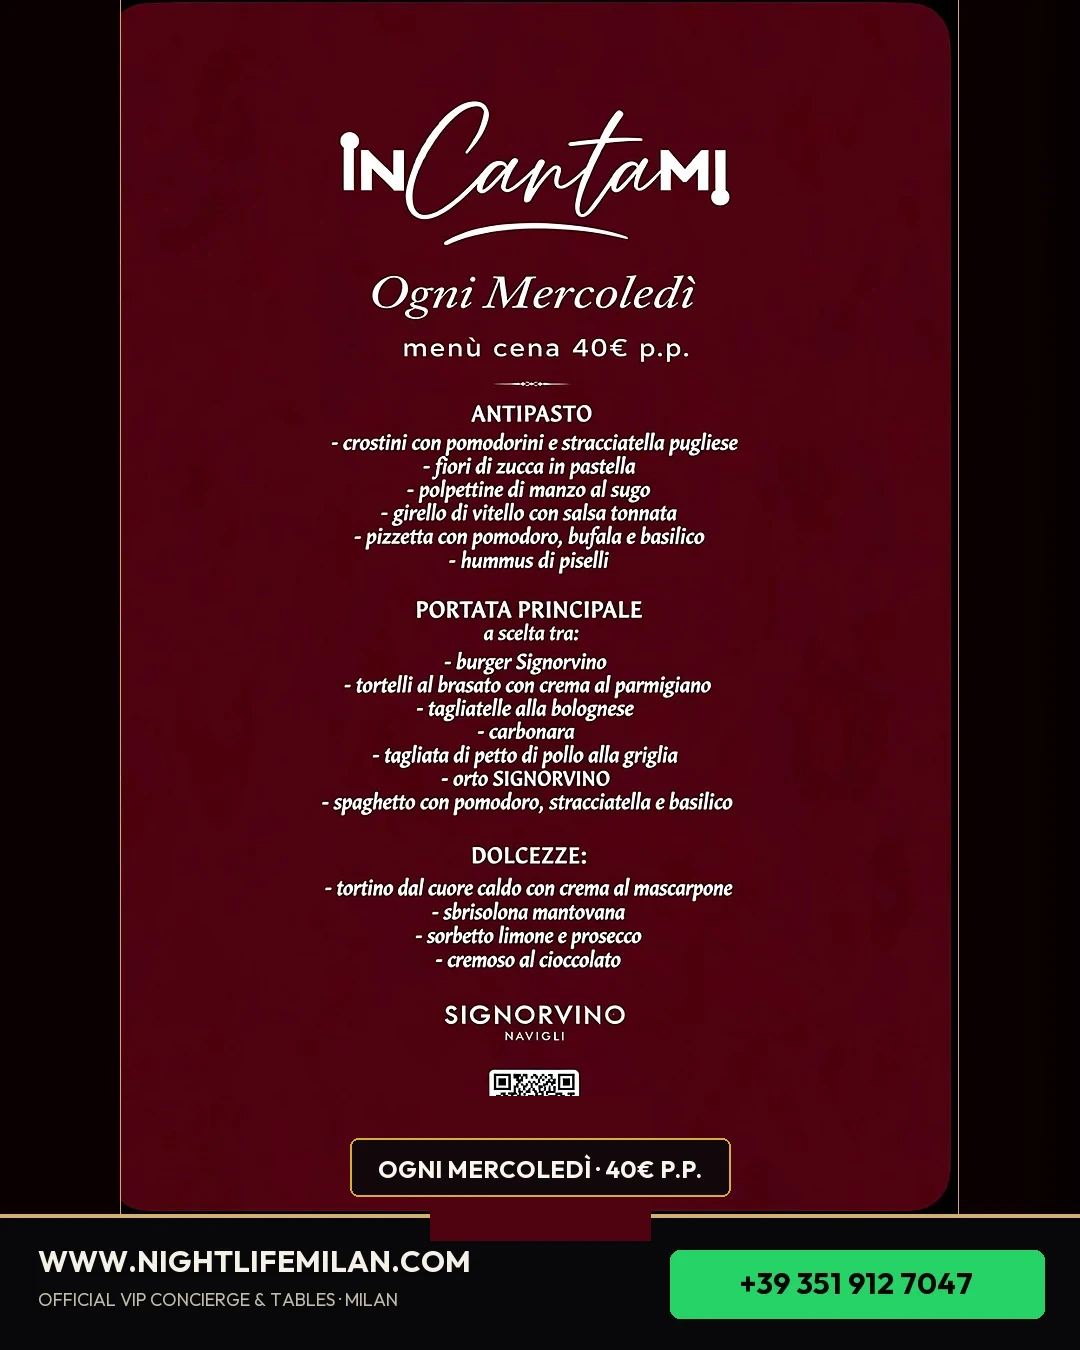 iNCantaMI
Ogni Mercoledì
menù cena 40€ p.p.
ANTIPASTO
- crostini con pomodorini e stracciatella pugliese
- fiori di zucca in pastella
- polpettine di manzo al sugo
- girello di vitello con salsa tonnata
- pizzetta con pomodoro, bufala e basilico
- hummus di piselli
PORTATA PRINCIPALE
a scelta tra:
- burger Signorvino
- tortelli al brasato con crema al parmigiano
- tagliatelle alla bolognese
- carbonara
- tagliata di petto di pollo alla griglia
- orto SIGNORVINO
- spaghetto con pomodoro, stracciatella e basilico
DOLCEZZE:
- tortino dal cuore caldo con crema al mascarpone
- sbrisolona mantovana
- sorbetto limone e prosecco
- cremoso al cioccolato
SIGNORVINO
NAVIGLI
OGNI MERCOLEDÌ · 40€ P.P.
WWW.NIGHTLIFEMILAN.COM
OFFICIAL VIP CONCIERGE & TABLES · MILAN
+39 351 912 7047